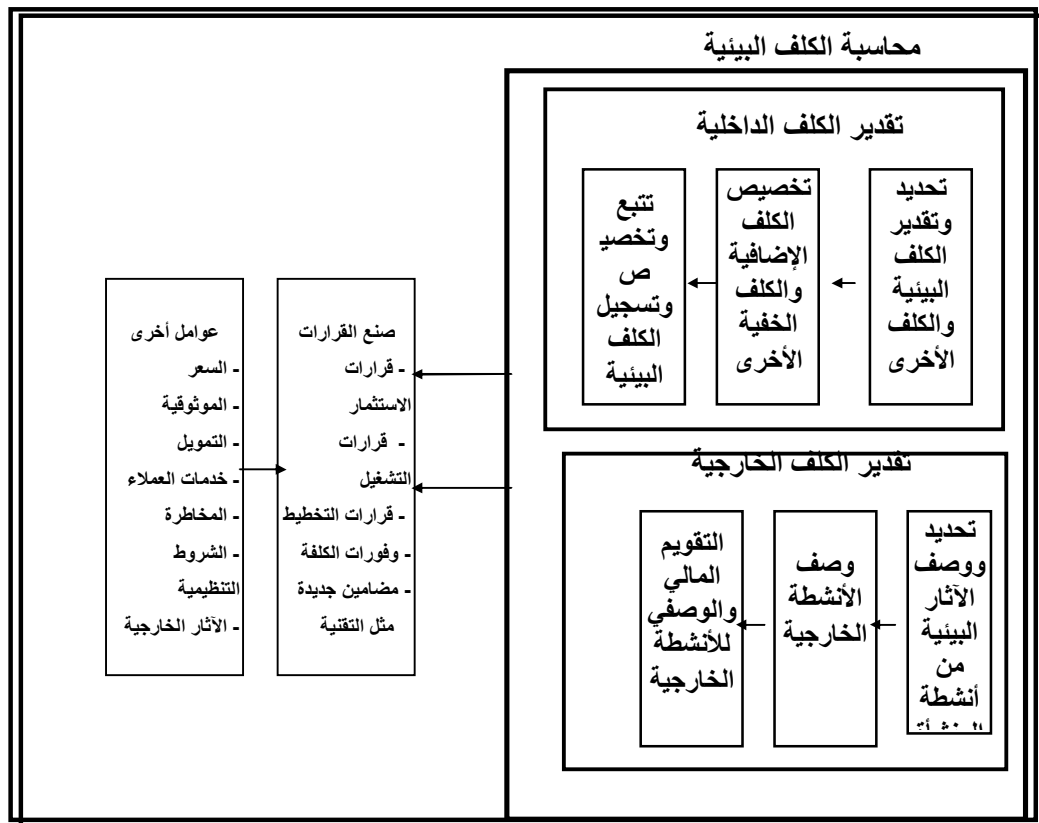 محاسبة الكلف البيئية
تقدير الكلف الداخلية
تحديد
وتقدير
الكلف
البيئية
والكلف
الأخرى
تخصيص
الكلف
الإضافية
والكلف
الخفية
الأخرى
تتبع
وتخصي
ص
وتسجيل
الكلف
البيئية
تقدير الكلف الخارجية
تحديد
ووصف
الآثار
البيئية
من
أنشطة
وصف
الأنشطة
الخارجية
التقويم
المالي
والوصفي
للأنشطة
الخارجية
صنع القرارات
- قرارات
الاستثمار
- قرارات
التشغيل
- قرارات التخطيط
- وفورات الكلفة
- مضامين جديدة
مثل التقنية
عوامل أخرى
- السعر
- الموثوقية
- التمويل
- خدمات العملاء
- المخاطرة
- الشروط
التنظيمية
- الآثار الخارجية